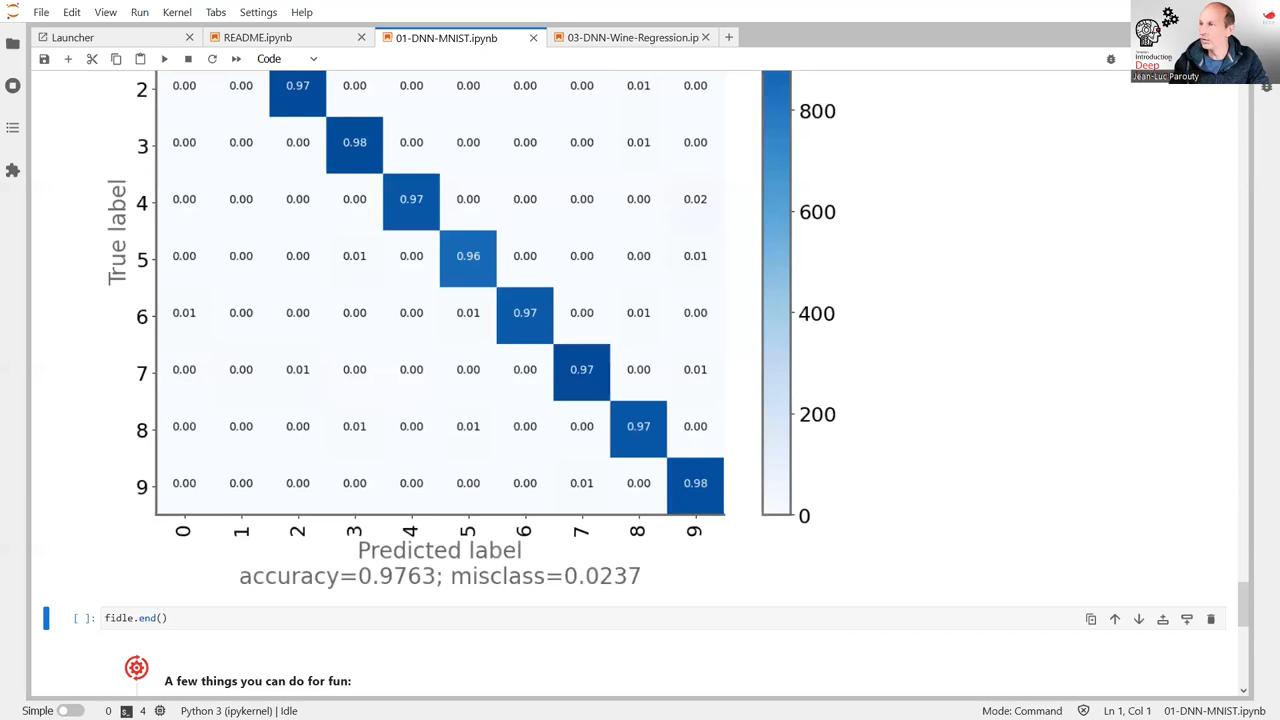 File Edit View Run Kernel Tabs Settings Help
Launcher README.ipynb 01-DNN-MNIST.ipynb 03-DNN-Wine-Regression.ip
Code
Introduction
Deep
Jean-Luc Parouty
True label
2 0.00 0.00 0.97 0.00 0.00 0.00 0.00 0.00 0.01 0.00
3 0.00 0.00 0.00 0.98 0.00 0.00 0.00 0.00 0.01 0.00
4 0.00 0.00 0.00 0.00 0.97 0.00 0.00 0.00 0.00 0.02
5 0.00 0.00 0.00 0.01 0.00 0.96 0.00 0.00 0.00 0.01
6 0.01 0.00 0.00 0.00 0.00 0.01 0.97 0.00 0.01 0.00
7 0.00 0.00 0.01 0.00 0.00 0.00 0.00 0.97 0.00 0.01
8 0.00 0.00 0.00 0.01 0.00 0.01 0.00 0.00 0.97 0.00
9 0.00 0.00 0.00 0.00 0.00 0.00 0.00 0.01 0.00 0.98
0 1 2 3 4 5 6 7 8 9
Predicted label
accuracy=0.9763; misclass=0.0237
800
600
400
200
0
[ ]: fidle.end()
A few things you can do for fun:
Simple 0 4 Python 3 (ipykernel) | Idle Mode: Command Ln 1, Col 1 01-DNN-MNIST.ipynb